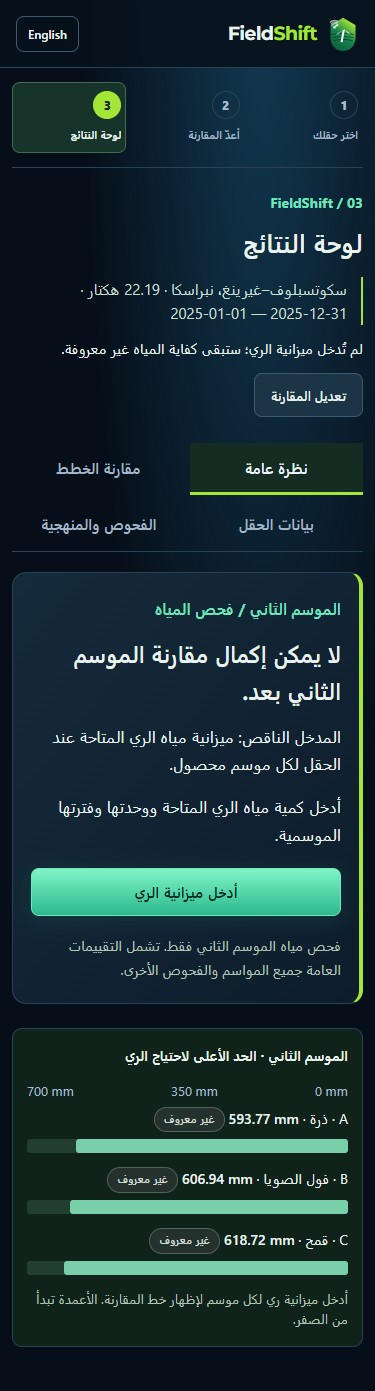 FieldShift
English
1
اختر حقلك
2
أعدّ المقارنة
3
لوحة النتائج
FieldShift / 03
لوحة النتائج
سكوتسبلوف–غيرينغ، نبراسكا · 22.19 هكتار ·
2025-01-01 — 2025-12-31
لم تُدخل ميزانية الري؛ ستبقى كفاية المياه غير معروفة.
تعديل المقارنة
نظرة عامة
مقارنة الخطط
بيانات الحقل
الفحوص والمنهجية
الموسم الثاني / فحص المياه
لا يمكن إكمال مقارنة الموسم
الثاني بعد.
المدخل الناقص: ميزانية مياه الري المتاحة عند
الحقل لكل موسم محصول.
أدخل كمية مياه الري المتاحة ووحدتها وفترتها
الموسمية.
أدخل ميزانية الري
فحص مياه الموسم الثاني فقط. تشمل التقييمات
العامة جميع المواسم والفحوص الأخرى.
الموسم الثاني · الحد الأعلى لاحتياج الري
0 mm
350 mm
700 mm
A · ذرة · 593.77 mm غير معروف
B · فول الصويا · 606.94 mm غير معروف
C · قمح · 618.72 mm غير معروف
أدخل ميزانية ري لكل موسم لإظهار خط المقارنة. الأعمدة تبدأ
من الصفر.